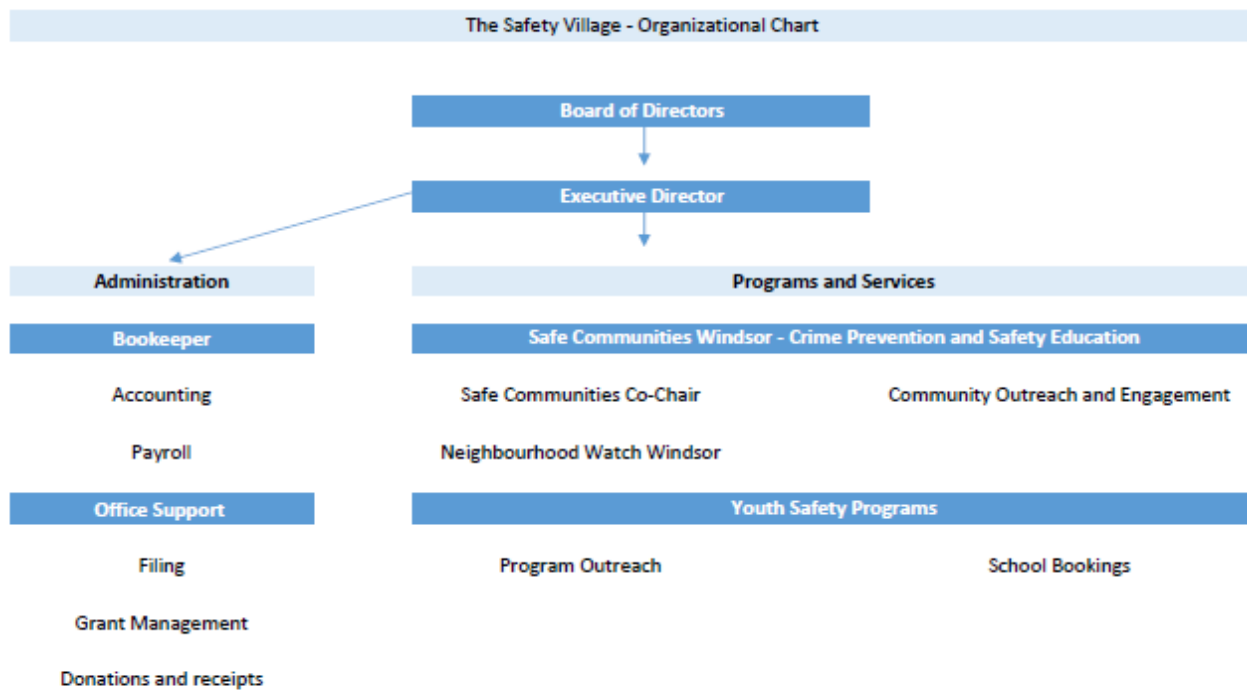 The Safety Village - Organizational Chart
Board of Directors
Executive Director
Administration
Programs and Services
Bookeeper
Safe Communities Windsor - Crime Prevention and Safety Education
Accounting
Safe Communities Co-Chair
Community Outreach and Engagement
Payroll
Neighbourhood Watch Windsor
Office Support
Youth Safety Programs
Filing
Program Outreach
School Bookings
Grant Management
Donations and receipts